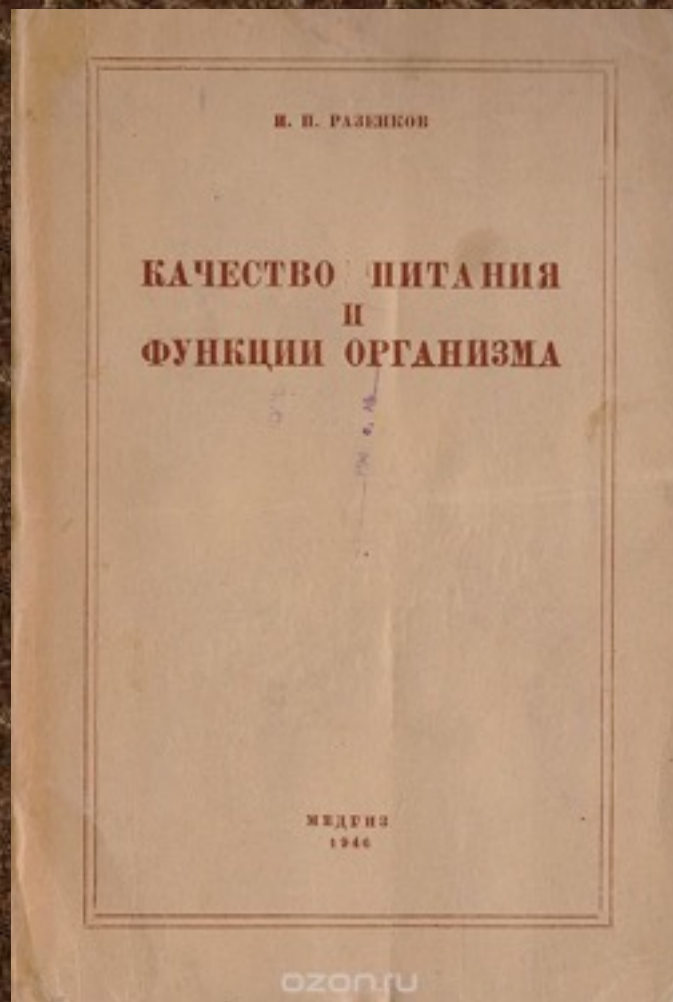 И. П. РАЗЕНКОВ
КАЧЕСТВО ПИТАНИЯ
И
ФУНКЦИИ ОРГАНИЗМА
МЕДГИЗ
1946
ozon.ru